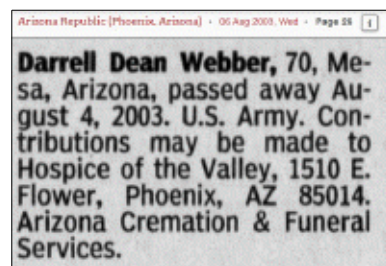 Arizona Republic (Phoenix, Arizona) • 06 Aug 2003, Wed • Page 26
Darrell Dean Webber, 70, Me-
sa, Arizona, passed away Au-
gust 4, 2003. U.S. Army. Con-
tributions may be made to
Hospice of the Valley, 1510 E.
Flower, Phoenix, AZ 85014.
Arizona Cremation & Funeral
Services.